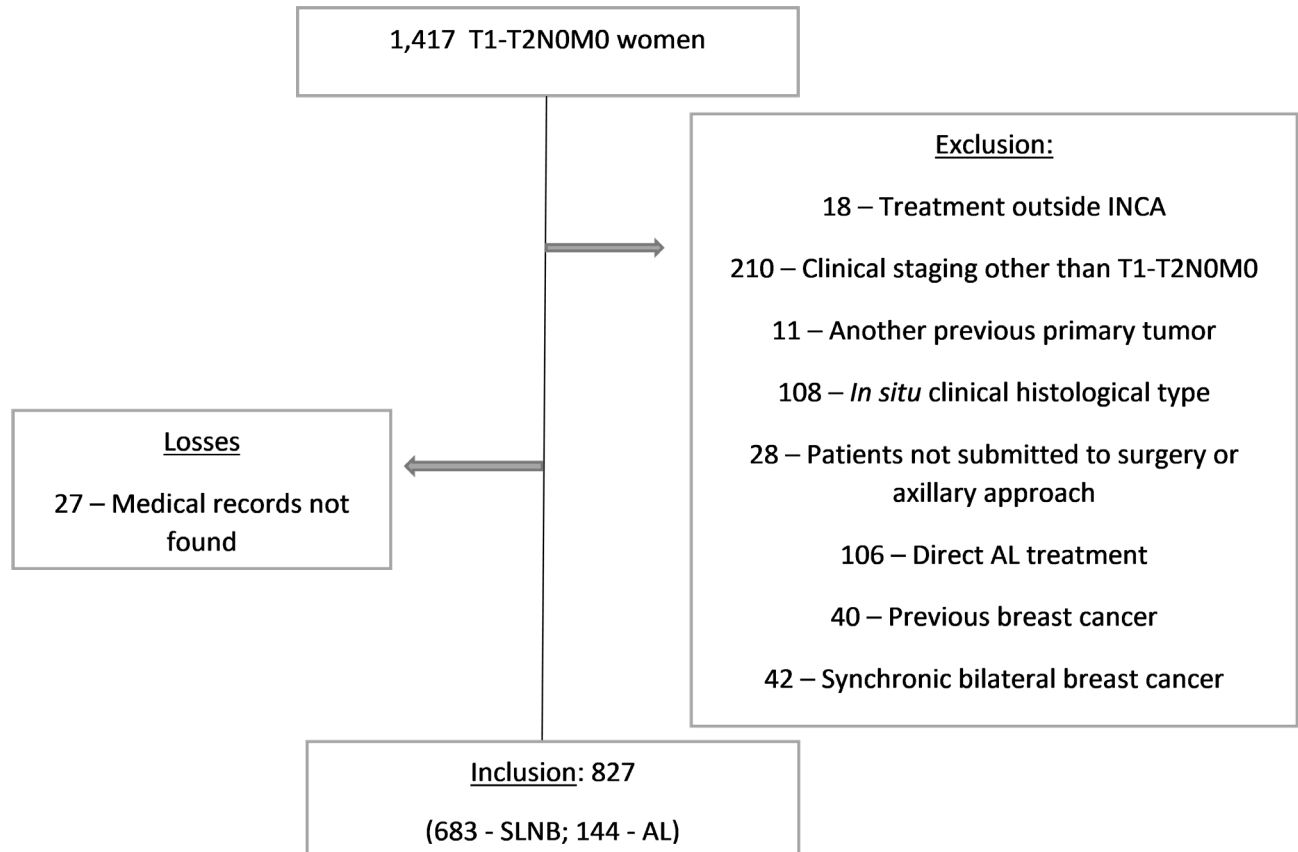 1,417 T1-T2N0M0 women
Exclusion:
18 – Treatment outside INCA
210 – Clinical staging other than T1-T2N0M0
11 – Another previous primary tumor
108 – In situ clinical histological type
28 – Patients not submitted to surgery or
axillary approach
106 – Direct AL treatment
40 – Previous breast cancer
42 – Synchronic bilateral breast cancer
Losses
27 – Medical records not
found
Inclusion: 827
(683 - SLNB; 144 - AL)